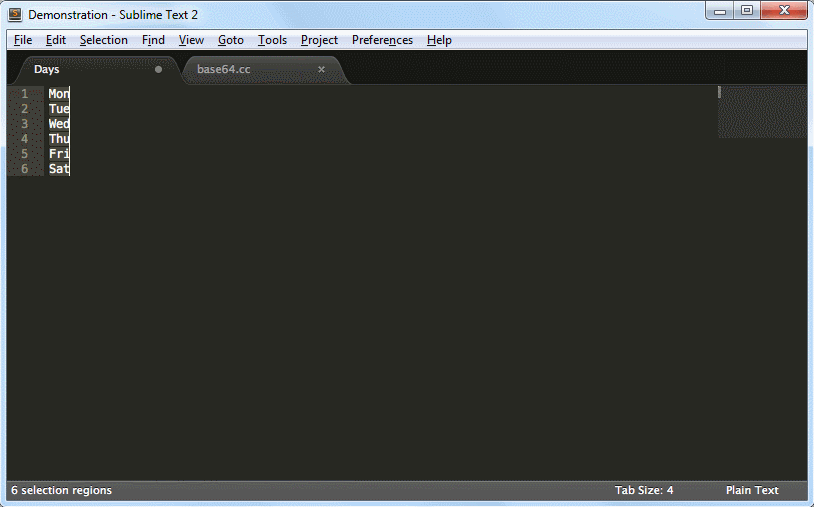 Demonstration - Sublime Text 2
File Edit Selection Find View Goto Tools Project Preferences Help
Days base64.cc
1 Mon
2 Tue
3 Wed
4 Thu
5 Fri
6 Sat
6 selection regions Tab Size: 4 Plain Text